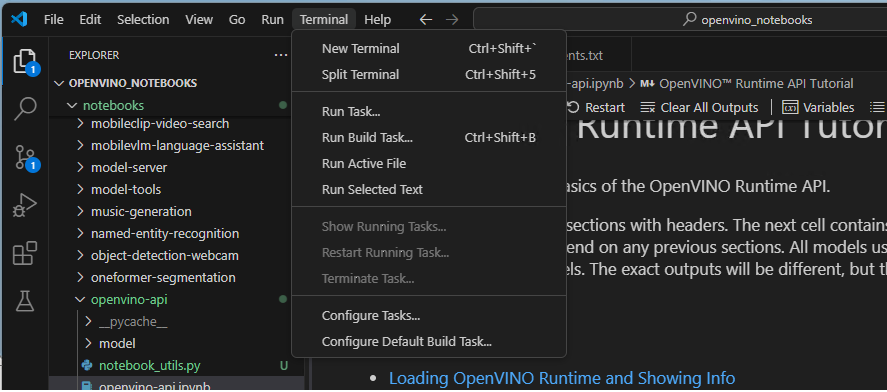 File Edit Selection View Go Run Terminal Help openvino_notebooks
EXPLORER
OPENVINO_NOTEBOOKS
notebooks
mobileclip-video-search
mobilevlm-language-assistant
model-server
model-tools
music-generation
named-entity-recognition
object-detection-webcam
oneformer-segmentation
openvino-api
__pycache__
model
notebook_utils.py U
openvino-api.ipynb
1
1
New Terminal Ctrl+Shift+`
Split Terminal Ctrl+Shift+5
Run Task...
Run Build Task... Ctrl+Shift+B
Run Active File
Run Selected Text
Show Running Tasks...
Restart Running Task...
Terminate Task...
Configure Tasks...
Configure Default Build Task...
ents.txt
-api.ipynb > M↓ OpenVINO™ Runtime API Tutorial
Restart Clear All Outputs Variables
Runtime API Tutor
asics of the OpenVINO Runtime API.
sections with headers. The next cell contains
end on any previous sections. All models us
els. The exact outputs will be different, but th
Loading OpenVINO Runtime and Showing Info